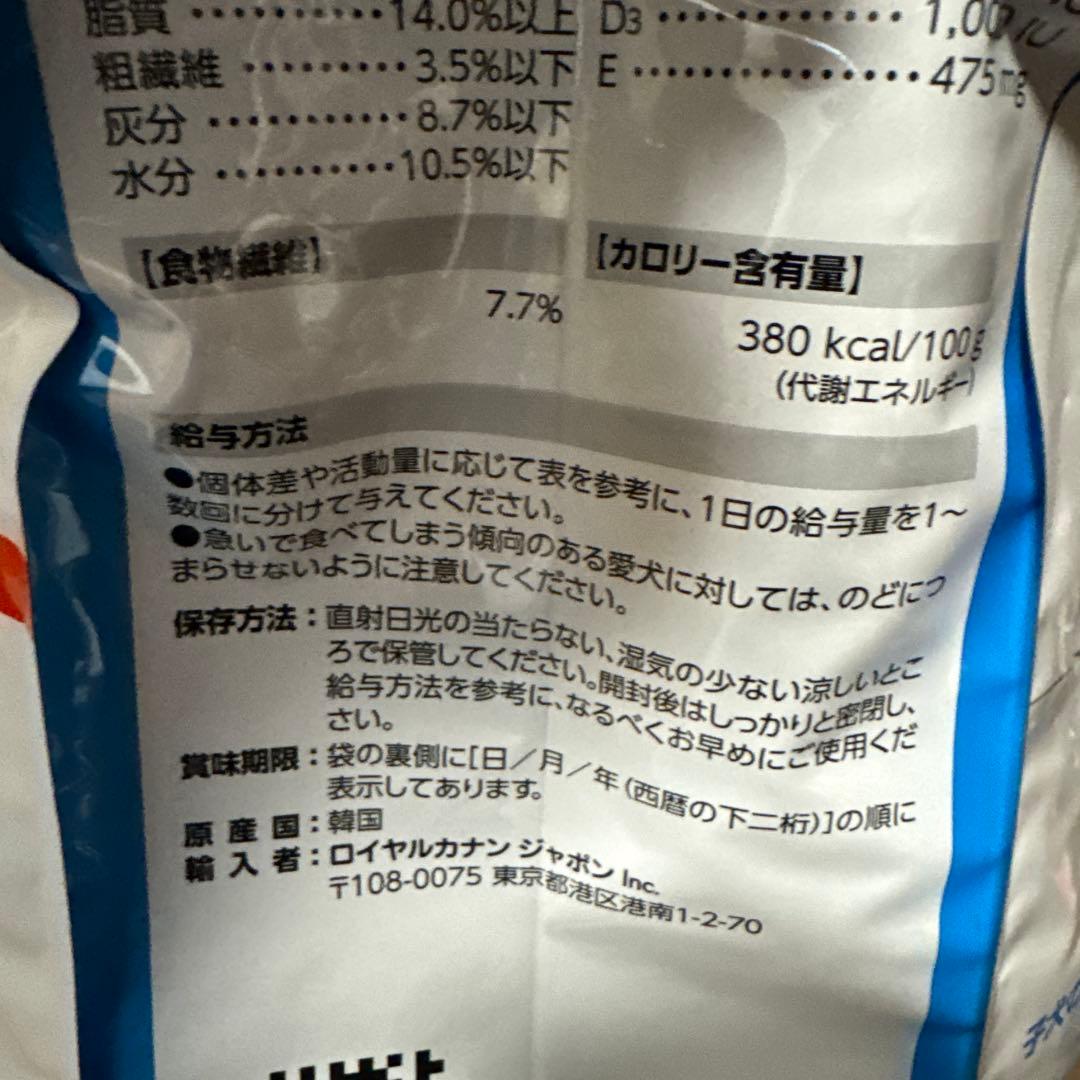 脂質 ･･････････14.0%以上
粗繊維 ･･････････3.5%以下
灰分 ･･････････8.7%以下
水分 ･･････････10.5%以下
D3 ･･････････････ 1,00
E ･･････････････ 475mg
【食物繊維】
7.7%
【カロリー含有量】
380 kcal/100g
(代謝エネルギー)
給与方法
●個体差や活動量に応じて表を参考に、1日の給与量を1～
数回に分けて与えてください。
●急いで食べてしまう傾向のある愛犬に対しては、のどにつ
まらせないように注意してください。
保存方法：直射日光の当たらない、湿気の少ない涼しいとこ
ろで保管してください。開封後はしっかりと密閉し、
給与方法を参考に、なるべくお早めにご使用くだ
さい。
賞味期限：袋の裏側に[日／月／年(西暦の下二桁)]の順に
表示してあります。
原産国：韓国
輸入者：ロイヤルカナン ジャポン Inc.
〒108-0075 東京都港区港南1-2-70
子犬の